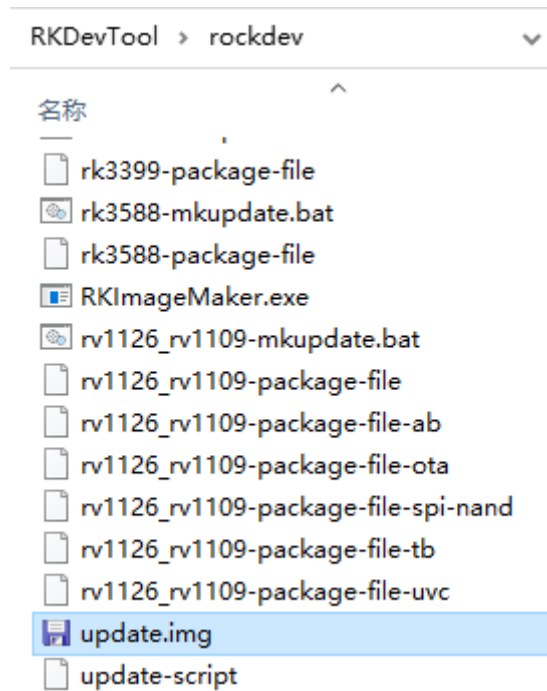 RKDevTool > rockdev
名称
rk3399-package-file
rk3588-mkupdate.bat
rk3588-package-file
RKImageMaker.exe
rv1126_rv1109-mkupdate.bat
rv1126_rv1109-package-file
rv1126_rv1109-package-file-ab
rv1126_rv1109-package-file-ota
rv1126_rv1109-package-file-spi-nand
rv1126_rv1109-package-file-tb
rv1126_rv1109-package-file-uvc
update.img
update-script